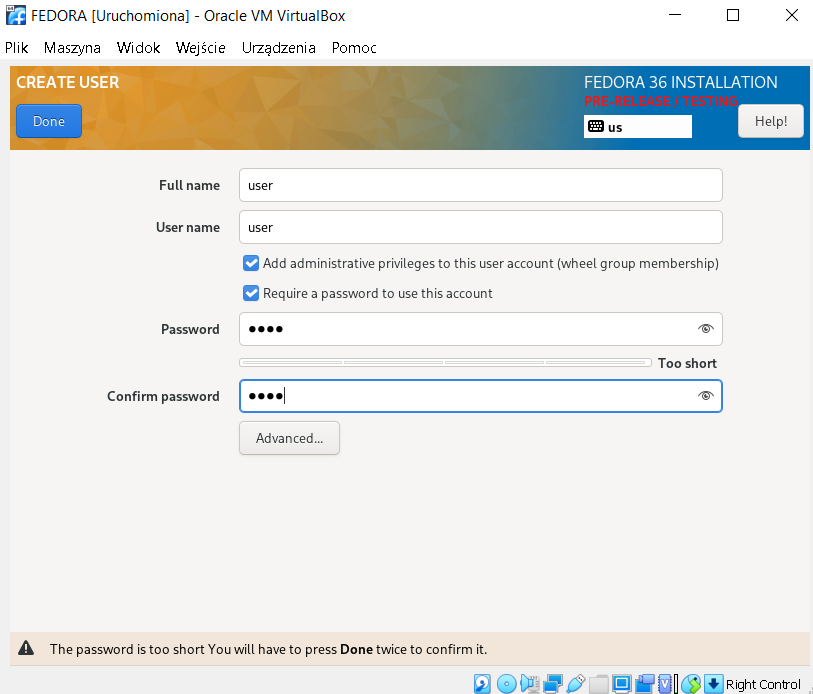 FEDORA [Uruchomiona] - Oracle VM VirtualBox
Plik Maszyna Widok Wejście Urządzenia Pomoc
CREATE USER
FEDORA 36 INSTALLATION
PRE-RELEASE / TESTING
Done
us
Help!
Full name user
User name user
Add administrative privileges to this user account (wheel group membership)
Require a password to use this account
Password ●●●●
Too short
Confirm password ●●●●
Advanced...
The password is too short You will have to press Done twice to confirm it.
Right Control